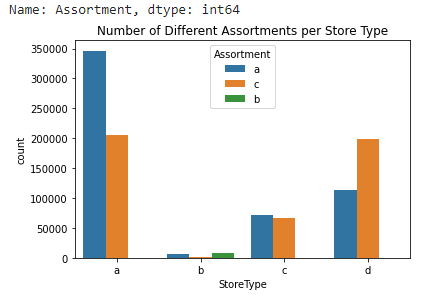 Name: Assortment, dtype: int64
Number of Different Assortments per Store Type
Assortment
a
c
b
350000
300000
250000
200000
150000
100000
50000
0
count
a b c d
StoreType